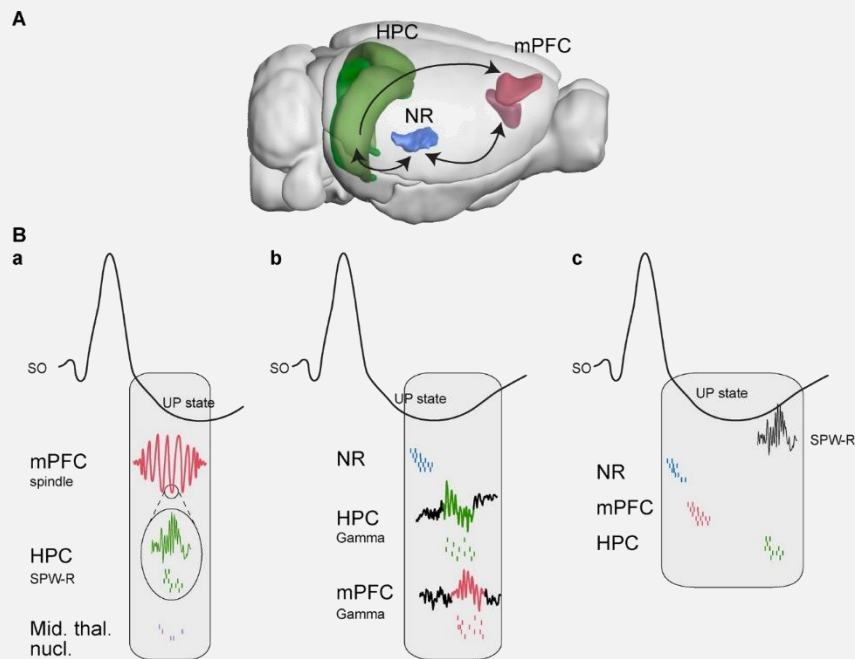 A
HPC
mPFC
NR
B
a
b
c
SO
UP state
mPFC
spindle
HPC
SPW-R
Mid. thal.
nucl.
SO
UP state
NR
HPC
Gamma
mPFC
Gamma
SO
UP state
SPW-R
NR
mPFC
HPC